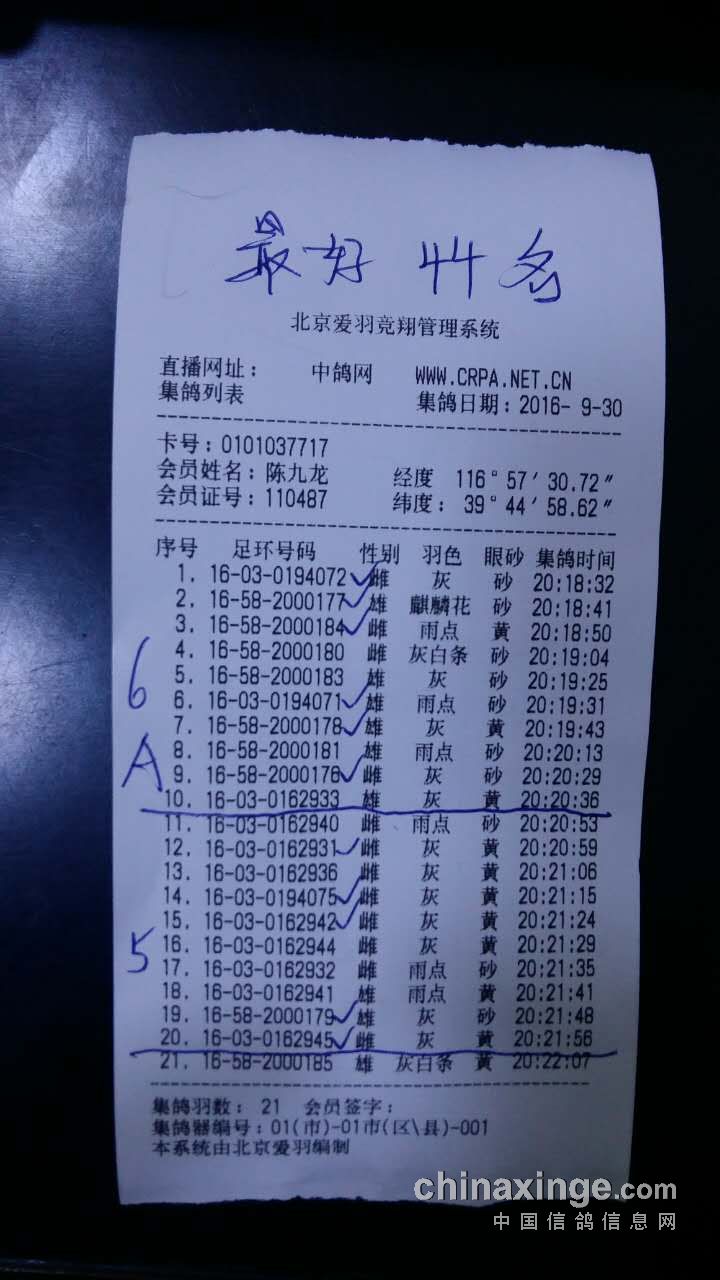 最好 卌 名
北京爱羽竞翔管理系统
直播网址: 中鸽网 WWW.CRPA.NET.CN
集鸽列表 集鸽日期:2016- 9-30
卡号:0101037717
会员姓名:陈九龙 经度 116°57′30.72″
会员证号:110487 纬度: 39°44′58.62″
序号 足环号码 性别 羽色 眼砂 集鸽时间
1. 16-03-0194072✓雌 灰 砂 20:18:32
2. 16-58-2000177✓雄 麒麟花 砂 20:18:41
3. 16-58-2000184✓雌 雨点 黄 20:18:50
4. 16-58-2000180 雌 灰白条 砂 20:19:04
5. 16-58-2000183 雄 灰 砂 20:19:25
6
6. 16-03-0194071✓雄 雨点 砂 20:19:31
7. 16-58-2000178✓雄 灰 黄 20:19:43
8. 16-58-2000181 雄 雨点 砂 20:20:13
A
9. 16-58-2000176✓雌 灰 砂 20:20:29
10. 16-03-0162933 雄 灰 黄 20:20:36
11. 16-03-0162940 雌 雨点 砂 20:20:53
12. 16-03-0162931✓雌 灰 黄 20:20:59
13. 16-03-0162936 雌 灰 黄 20:21:06
14. 16-03-0194075✓雌 灰 黄 20:21:15
15. 16-03-0162942✓雌 灰 黄 20:21:24
16. 16-03-0162944 雌 灰 黄 20:21:29
5
17. 16-03-0162932 雌 雨点 砂 20:21:35
18. 16-03-0162941 雄 雨点 黄 20:21:41
19. 16-58-2000179✓雄 灰 砂 20:21:48
20. 16-03-0162945✓雌 灰 黄 20:21:56
21. 16-58-2000185 雄 灰白条 黄 20:22:07
集鸽羽数: 21 会员签字:
集鸽器编号:01(市)-01市(区\县)-001
本系统由北京爱羽编制
chinaxinge.com
中国信鸽信息网